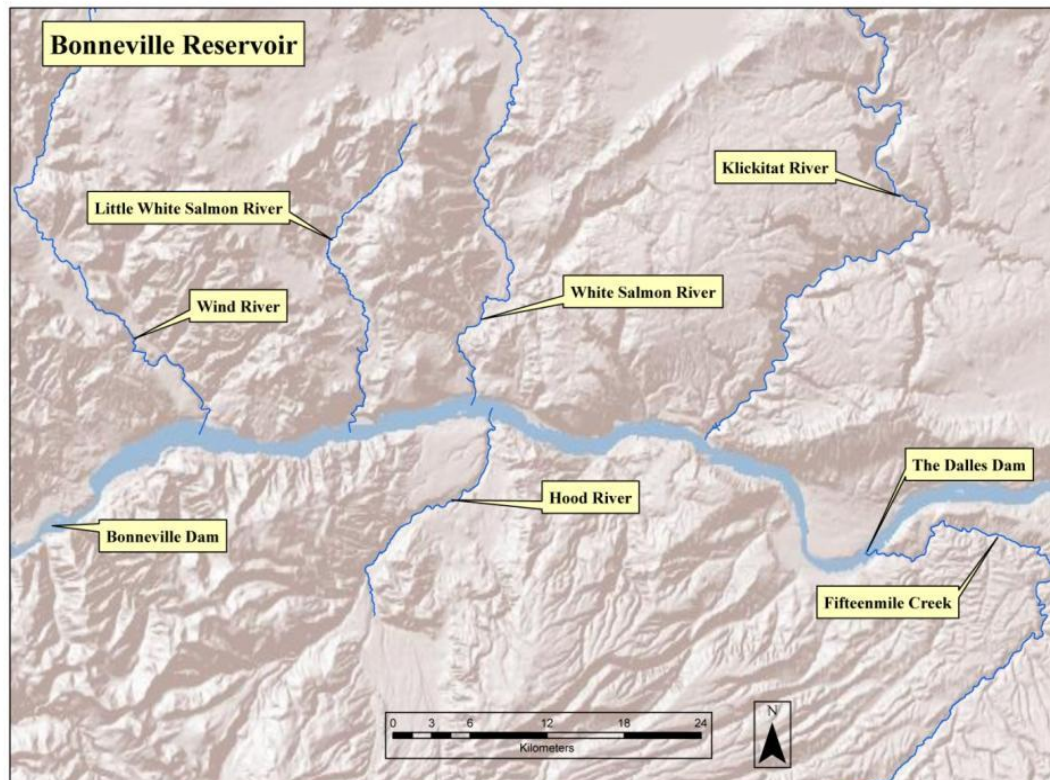 Bonneville Reservoir
Klickitat River
Little White Salmon River
Wind River
White Salmon River
The Dalles Dam
Hood River
Bonneville Dam
Fifteenmile Creek
0 3 6 12 18 24
Kilometers
N